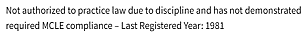 Not authorized to practice law due to discipline and has not demonstrated
required MCLE compliance – Last Registered Year: 1981